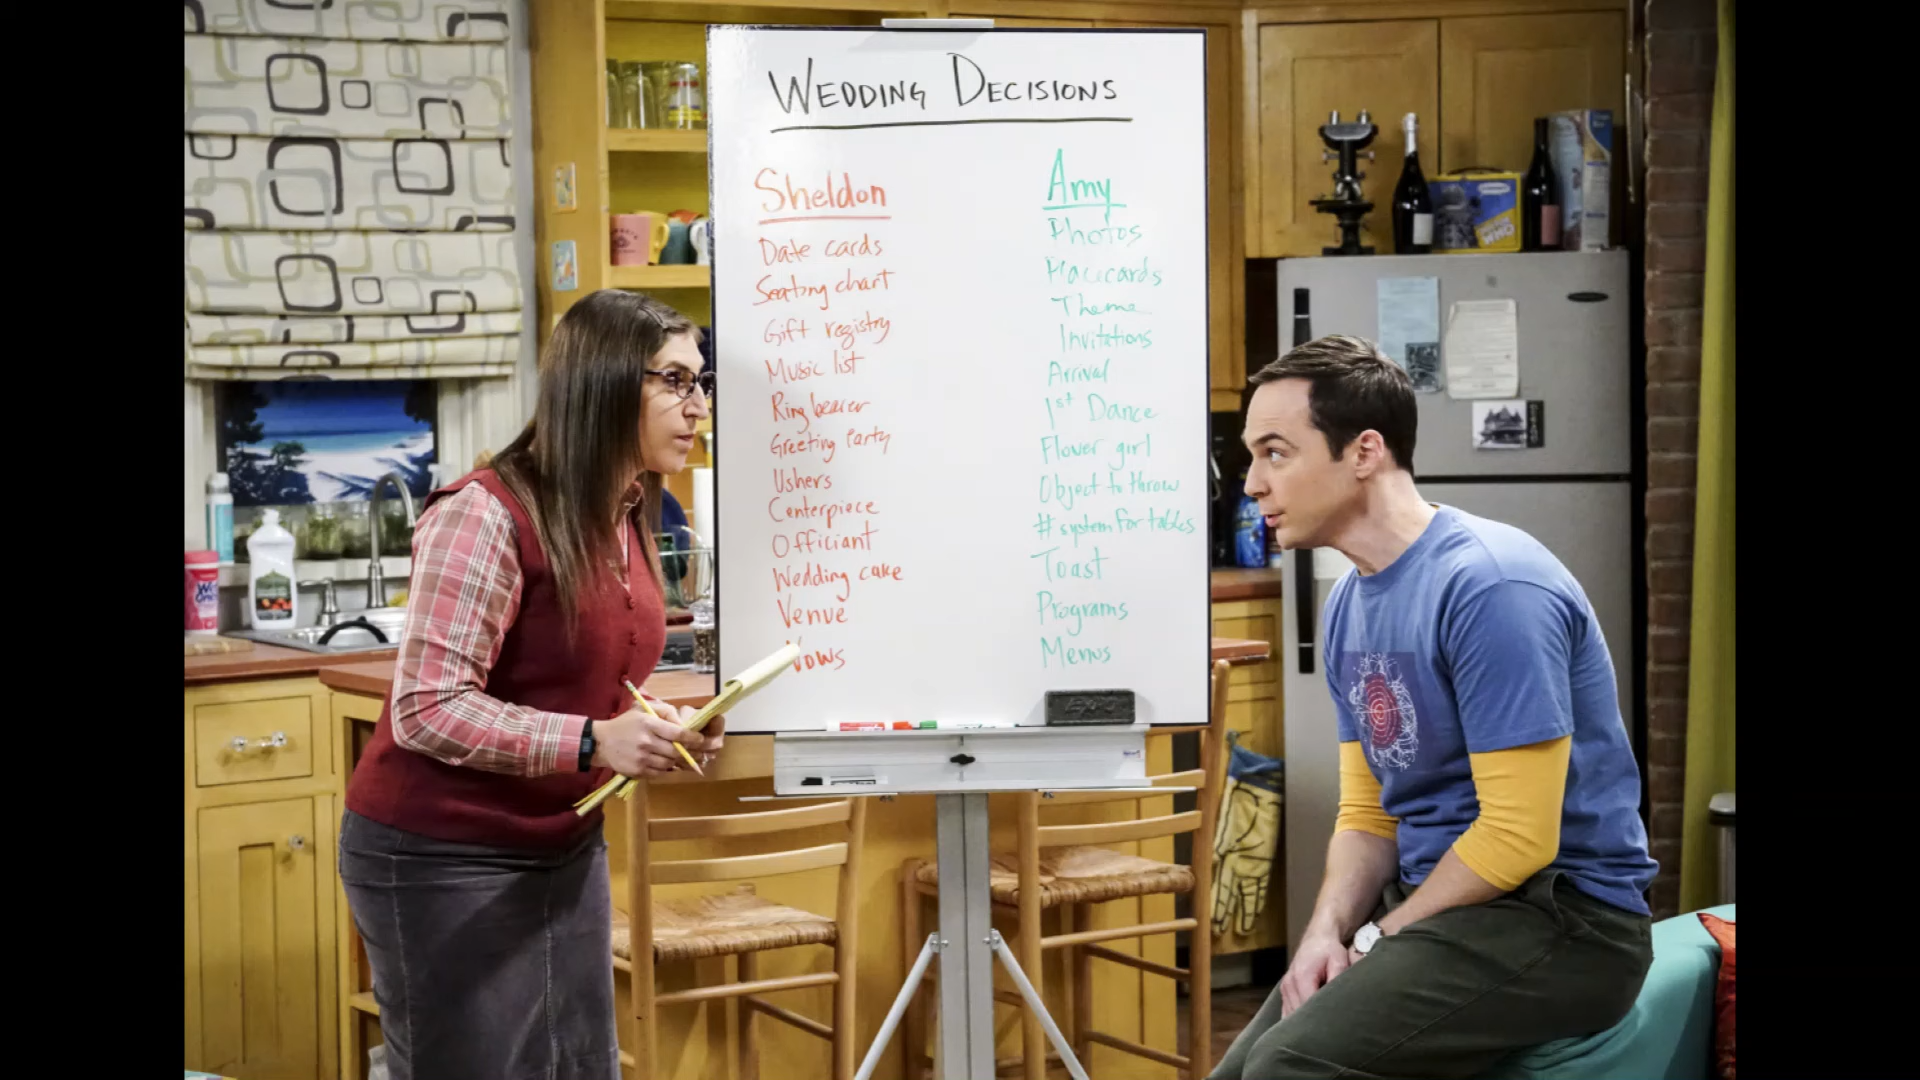 WEDDING DECISIONS
Sheldon
Date cards
Seating chart
Gift registry
Music list
Ring bearer
Greeting Party
Ushers
Centerpiece
Officiant
Wedding cake
Venue
Vows
Amy
Photos
Placecards
Theme
Invitations
Arrival
1st Dance
Flower girl
Object to throw
# system for tables
Toast
Programs
Menus
EXPO
WHO